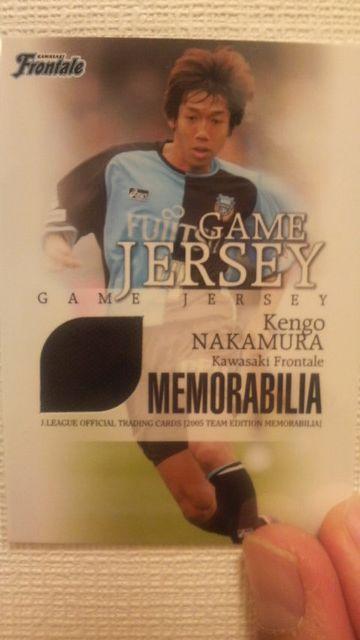 KAWASAKI
Frontale
FUJITSU
GAME
JERSEY
GAME JERSEY
Kengo
NAKAMURA
Kawasaki Frontale
MEMORABILIA
J.LEAGUE OFFICIAL TRADING CARDS [2005 TEAM EDITION MEMORABILIA]